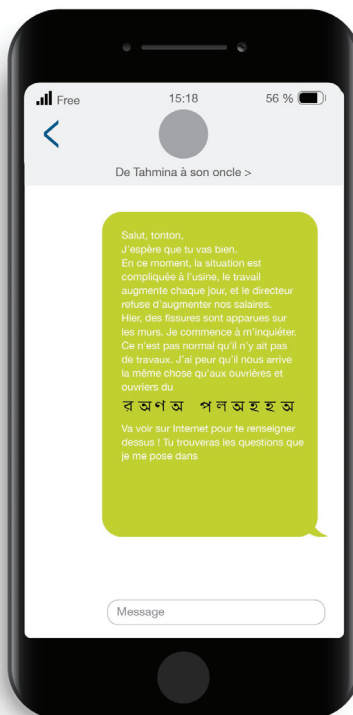 Free
15:18
56 %
De Tahmina à son oncle >
Salut, tonton,
J'espère que tu vas bien.
En ce moment, la situation est
compliquée à l'usine, le travail
augmente chaque jour, et le directeur
refuse d'augmenter nos salaires.
Hier, des fissures sont apparues sur
les murs. Je commence à m'inquiéter.
Ce n'est pas normal qu'il n'y ait pas
de travaux. J'ai peur qu'il nous arrive
la même chose qu'aux ouvrières et
ouvriers du
র অ ণ অ প ল অ হ হ অ
Va voir sur Internet pour te renseigner
dessus ! Tu trouveras les questions que
je me pose dans
Message